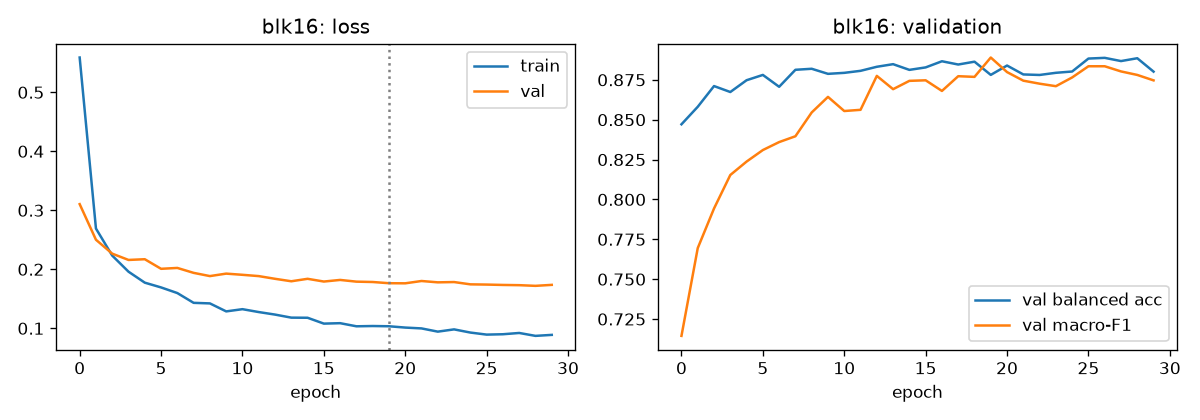 blk16: loss
train
val
0.5
0.4
0.3
0.2
0.1
0 5 10 15 20 25 30
epoch
blk16: validation
0.875
0.850
0.825
0.800
0.775
0.750
0.725
val balanced acc
val macro-F1
0 5 10 15 20 25 30
epoch